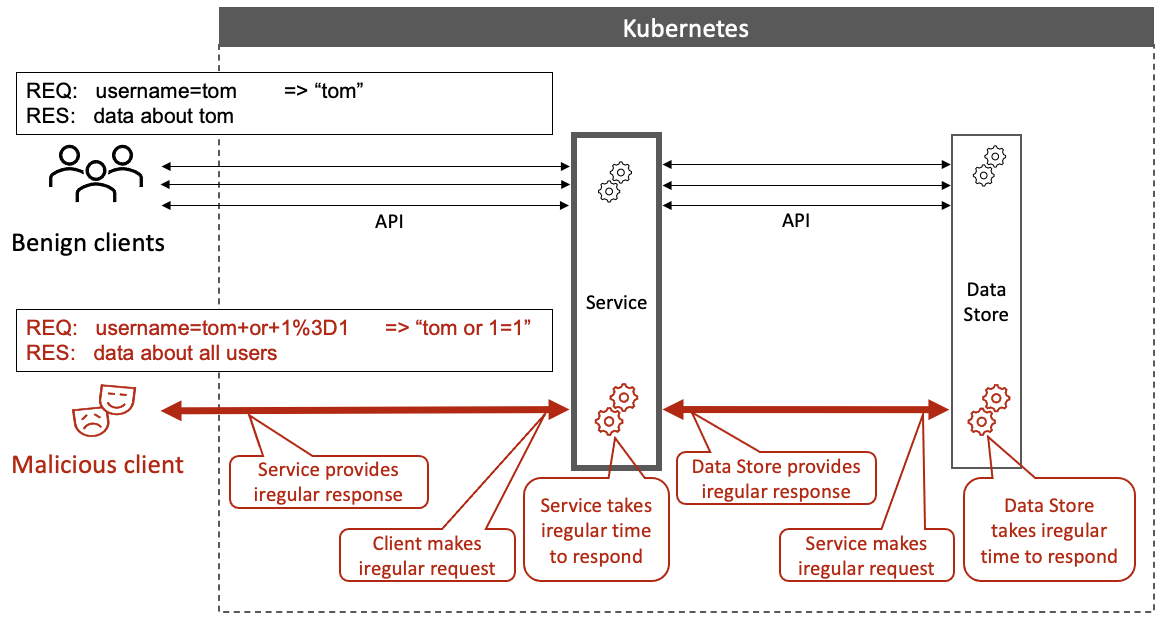 Kubernetes
REQ: username=tom => “tom”
RES: data about tom
API
API
Benign clients
Service
Data
Store
REQ: username=tom+or+1%3D1 => “tom or 1=1”
RES: data about all users
Malicious client
Service provides
iregular response
Client makes
iregular request
Service takes
iregular time
to respond
Data Store provides
iregular response
Service makes
iregular request
Data Store
takes iregular
time to respond